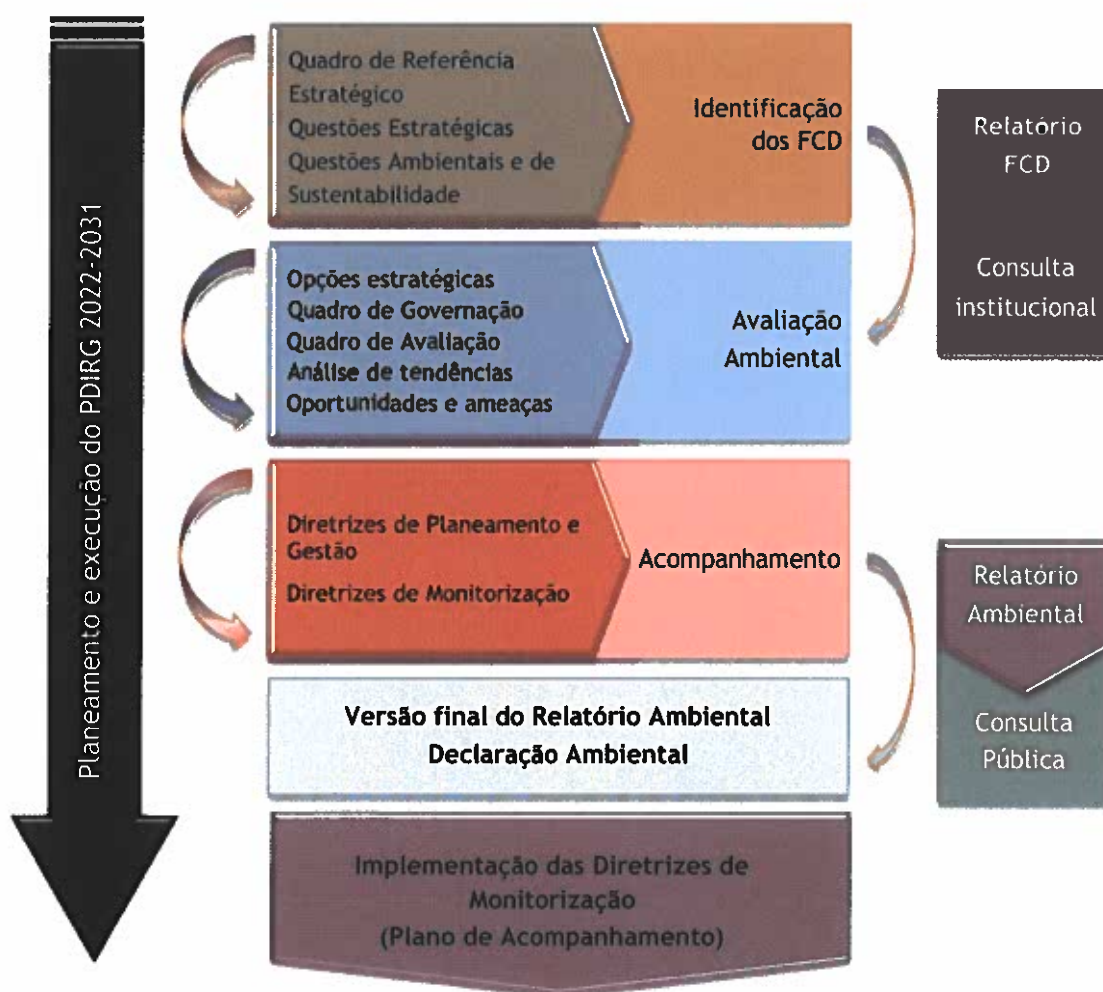 Planeamento e execução do PDIRG 2022-2031
Quadro de Referência
Estratégico
Questões Estratégicas
Questões Ambientais e de
Sustentabilidade
Identificação
dos FCD
Relatório
FCD
Consulta
institucional
Opções estratégicas
Quadro de Governação
Quadro de Avaliação
Análise de tendências
Oportunidades e ameaças
Avaliação
Ambiental
Diretrizes de Planeamento e
Gestão
Diretrizes de Monitorização
Acompanhamento
Relatório
Ambiental
Consulta
Pública
Versão final do Relatório Ambiental
Declaração Ambiental
Implementação das Diretrizes de
Monitorização
(Plano de Acompanhamento)